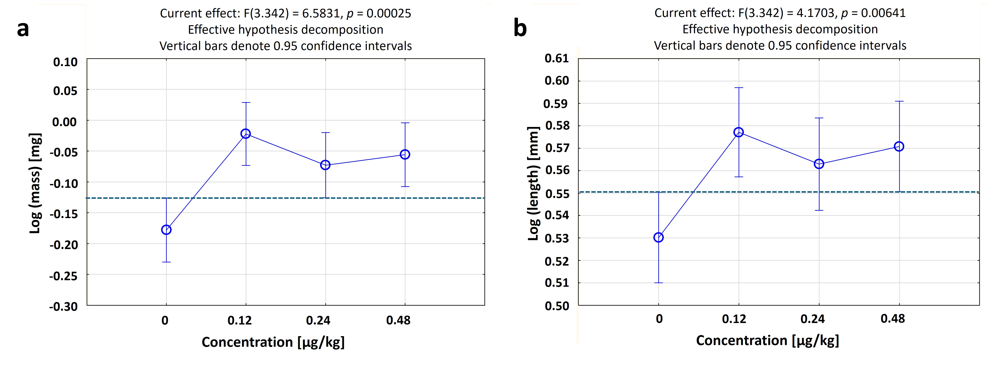 a
Current effect: F(3.342) = 6.5831, p = 0.00025
Effective hypothesis decomposition
Vertical bars denote 0.95 confidence intervals
Log (mass) [mg]
0.10
0.05
0.00
-0.05
-0.10
-0.15
-0.20
-0.25
-0.30
0 0.12 0.24 0.48
Concentration [µg/kg]
b
Current effect: F(3.342) = 4.1703, p = 0.00641
Effective hypothesis decomposition
Vertical bars denote 0.95 confidence intervals
Log (length) [mm]
0.61
0.60
0.59
0.58
0.57
0.56
0.55
0.54
0.53
0.52
0.51
0.50
0 0.12 0.24 0.48
Concentration [µg/kg]